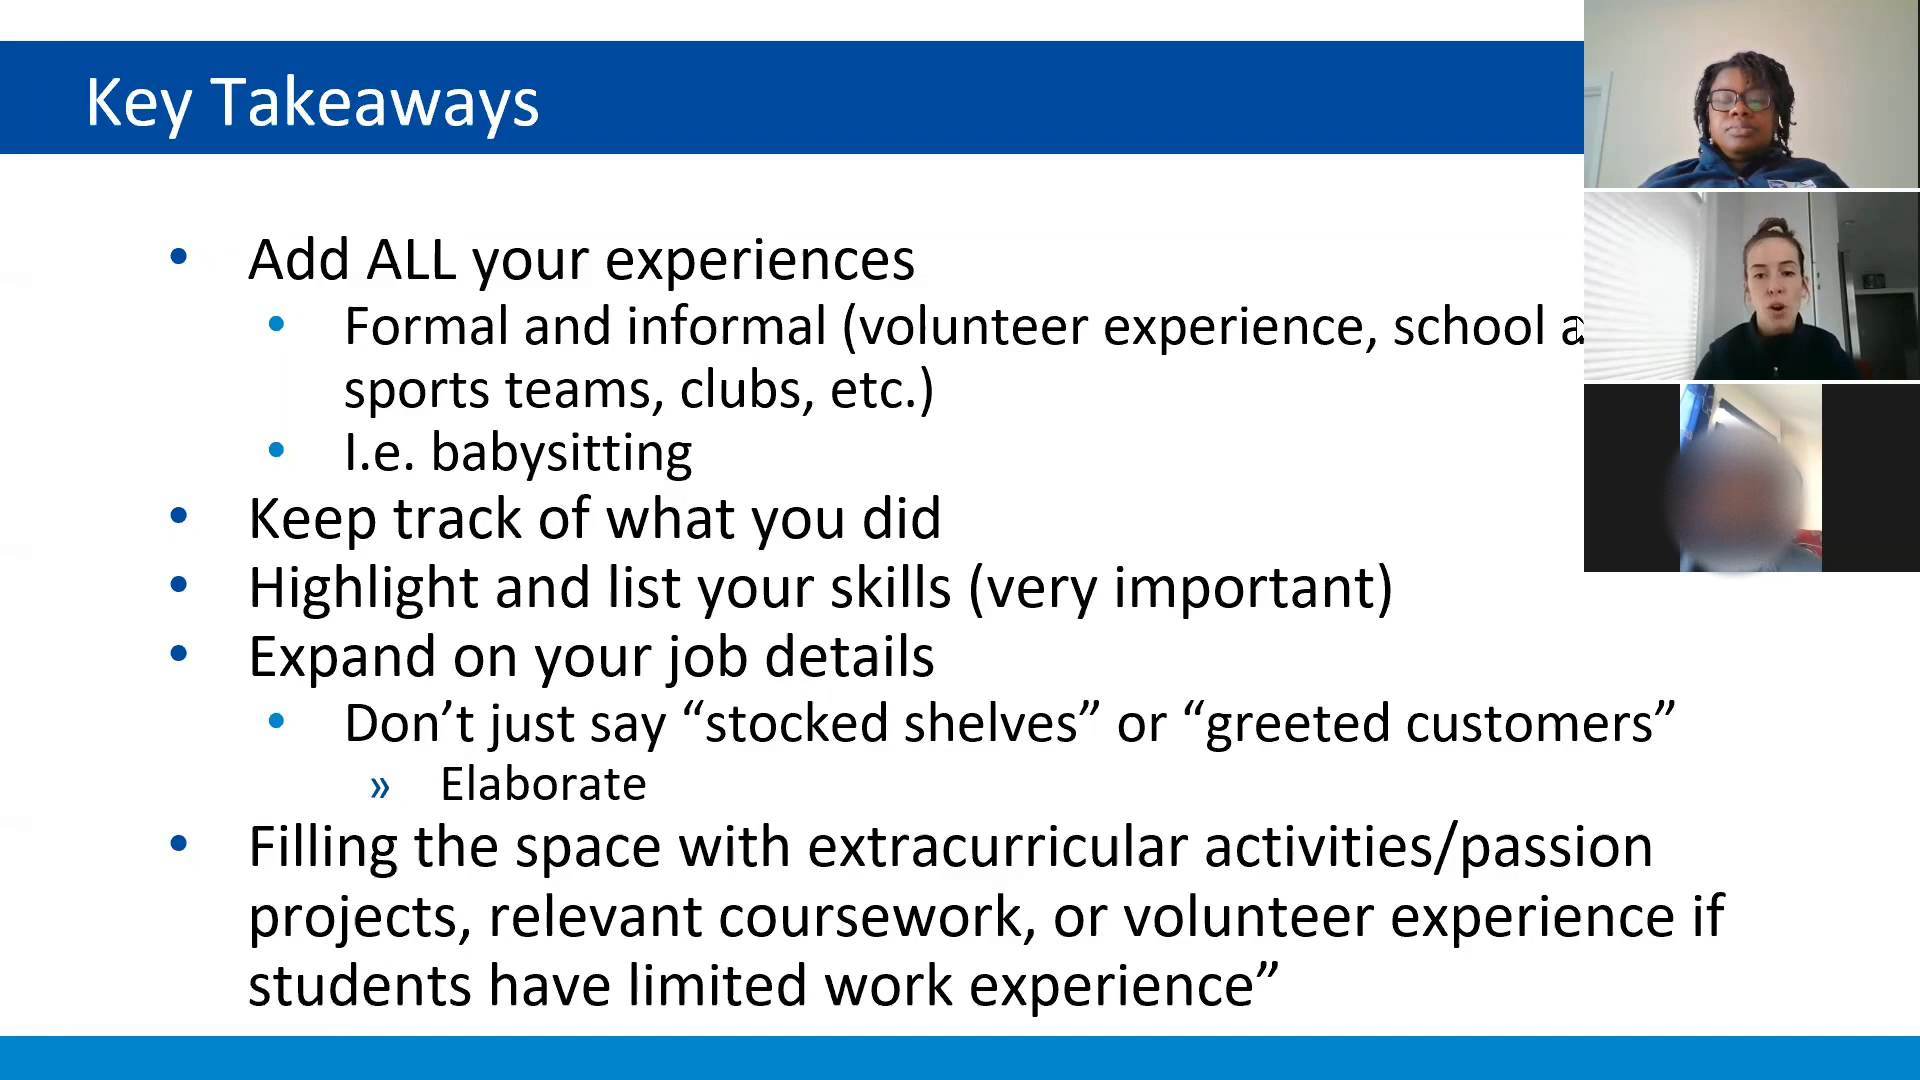 Key Takeaways
• Add ALL your experiences
• Formal and informal (volunteer experience, school
sports teams, clubs, etc.)
• I.e. babysitting
• Keep track of what you did
• Highlight and list your skills (very important)
• Expand on your job details
• Don’t just say “stocked shelves” or “greeted customers”
» Elaborate
• Filling the space with extracurricular activities/passion
projects, relevant coursework, or volunteer experience if
students have limited work experience”